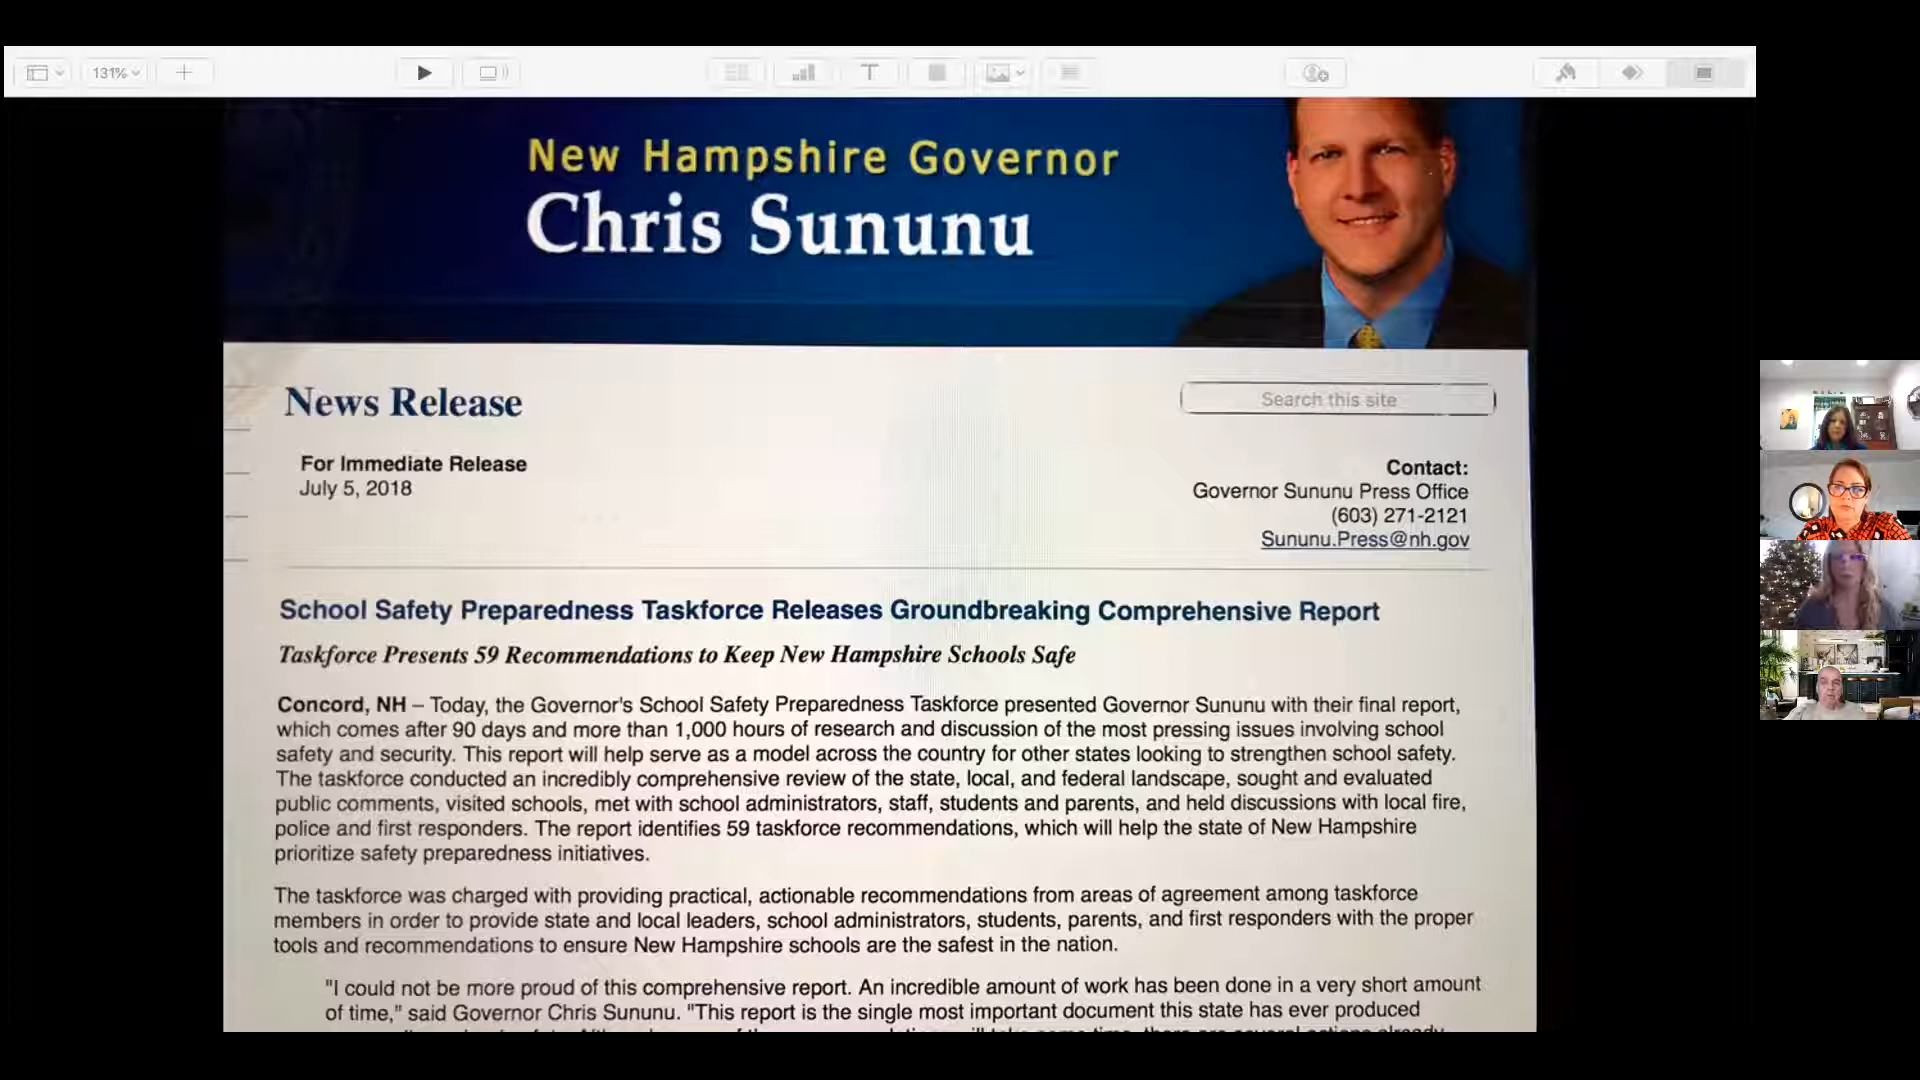 131%
New Hampshire Governor
Chris Sununu
News Release
Search this site
For Immediate Release
July 5, 2018
Contact:
Governor Sununu Press Office
(603) 271-2121
Sununu.Press@nh.gov
School Safety Preparedness Taskforce Releases Groundbreaking Comprehensive Report
Taskforce Presents 59 Recommendations to Keep New Hampshire Schools Safe
Concord, NH – Today, the Governor's School Safety Preparedness Taskforce presented Governor Sununu with their final report,
which comes after 90 days and more than 1,000 hours of research and discussion of the most pressing issues involving school
safety and security. This report will help serve as a model across the country for other states looking to strengthen school safety.
The taskforce conducted an incredibly comprehensive review of the state, local, and federal landscape, sought and evaluated
public comments, visited schools, met with school administrators, staff, students and parents, and held discussions with local fire,
police and first responders. The report identifies 59 taskforce recommendations, which will help the state of New Hampshire
prioritize safety preparedness initiatives.
The taskforce was charged with providing practical, actionable recommendations from areas of agreement among taskforce
members in order to provide state and local leaders, school administrators, students, parents, and first responders with the proper
tools and recommendations to ensure New Hampshire schools are the safest in the nation.
"I could not be more proud of this comprehensive report. An incredible amount of work has been done in a very short amount
of time," said Governor Chris Sununu. "This report is the single most important document this state has ever produced